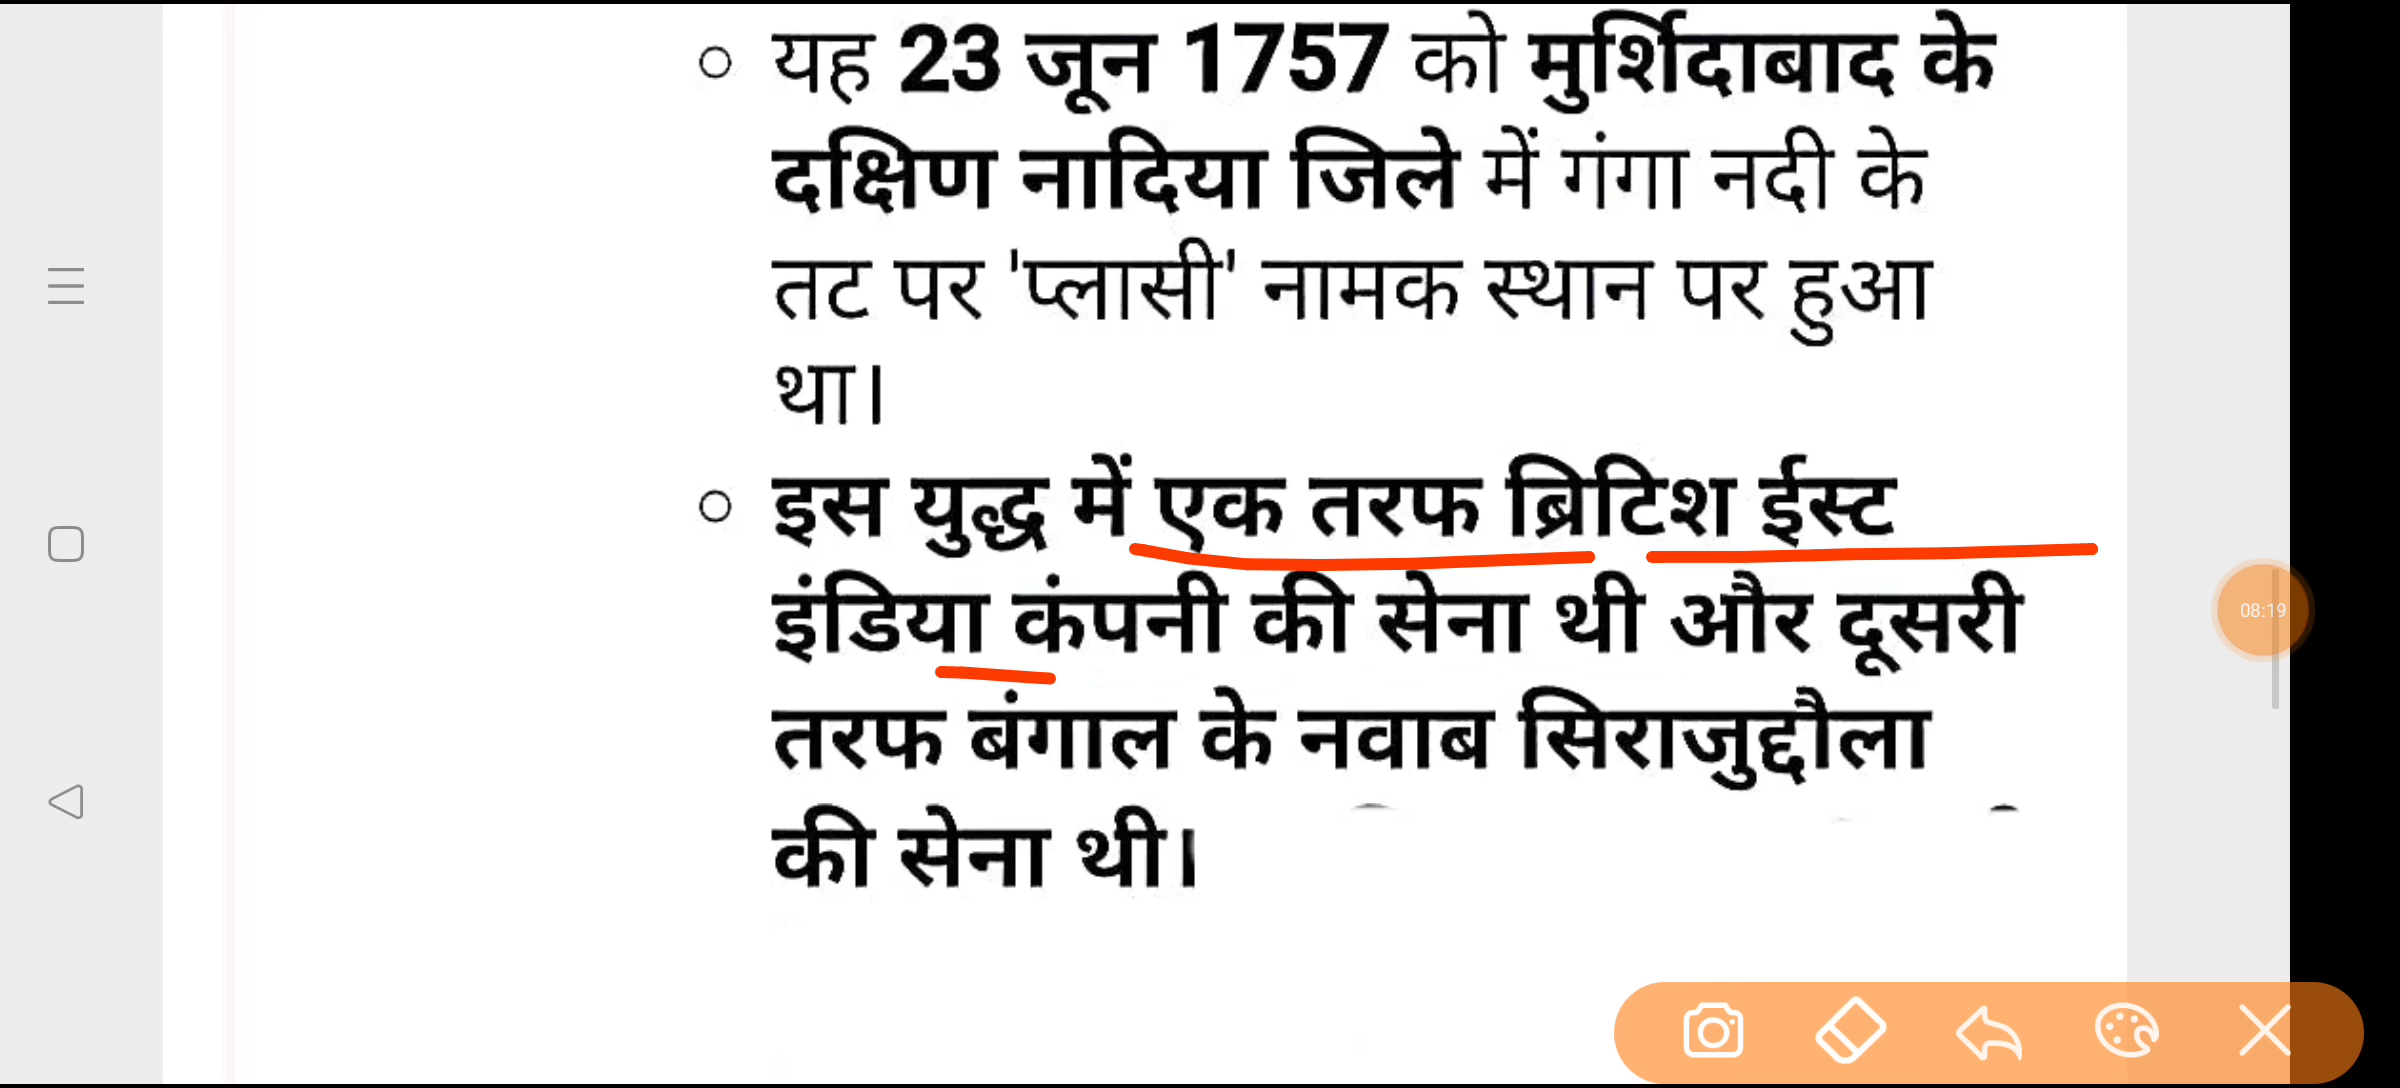 यह 23 जून 1757 को मुर्शिदाबाद के
दक्षिण नादिया जिले में गंगा नदी के
तट पर 'प्लासी' नामक स्थान पर हुआ
था।
इस युद्ध में एक तरफ ब्रिटिश ईस्ट
इंडिया कंपनी की सेना थी और दूसरी
तरफ बंगाल के नवाब सिराजुद्दौला
की सेना थी।
08:19